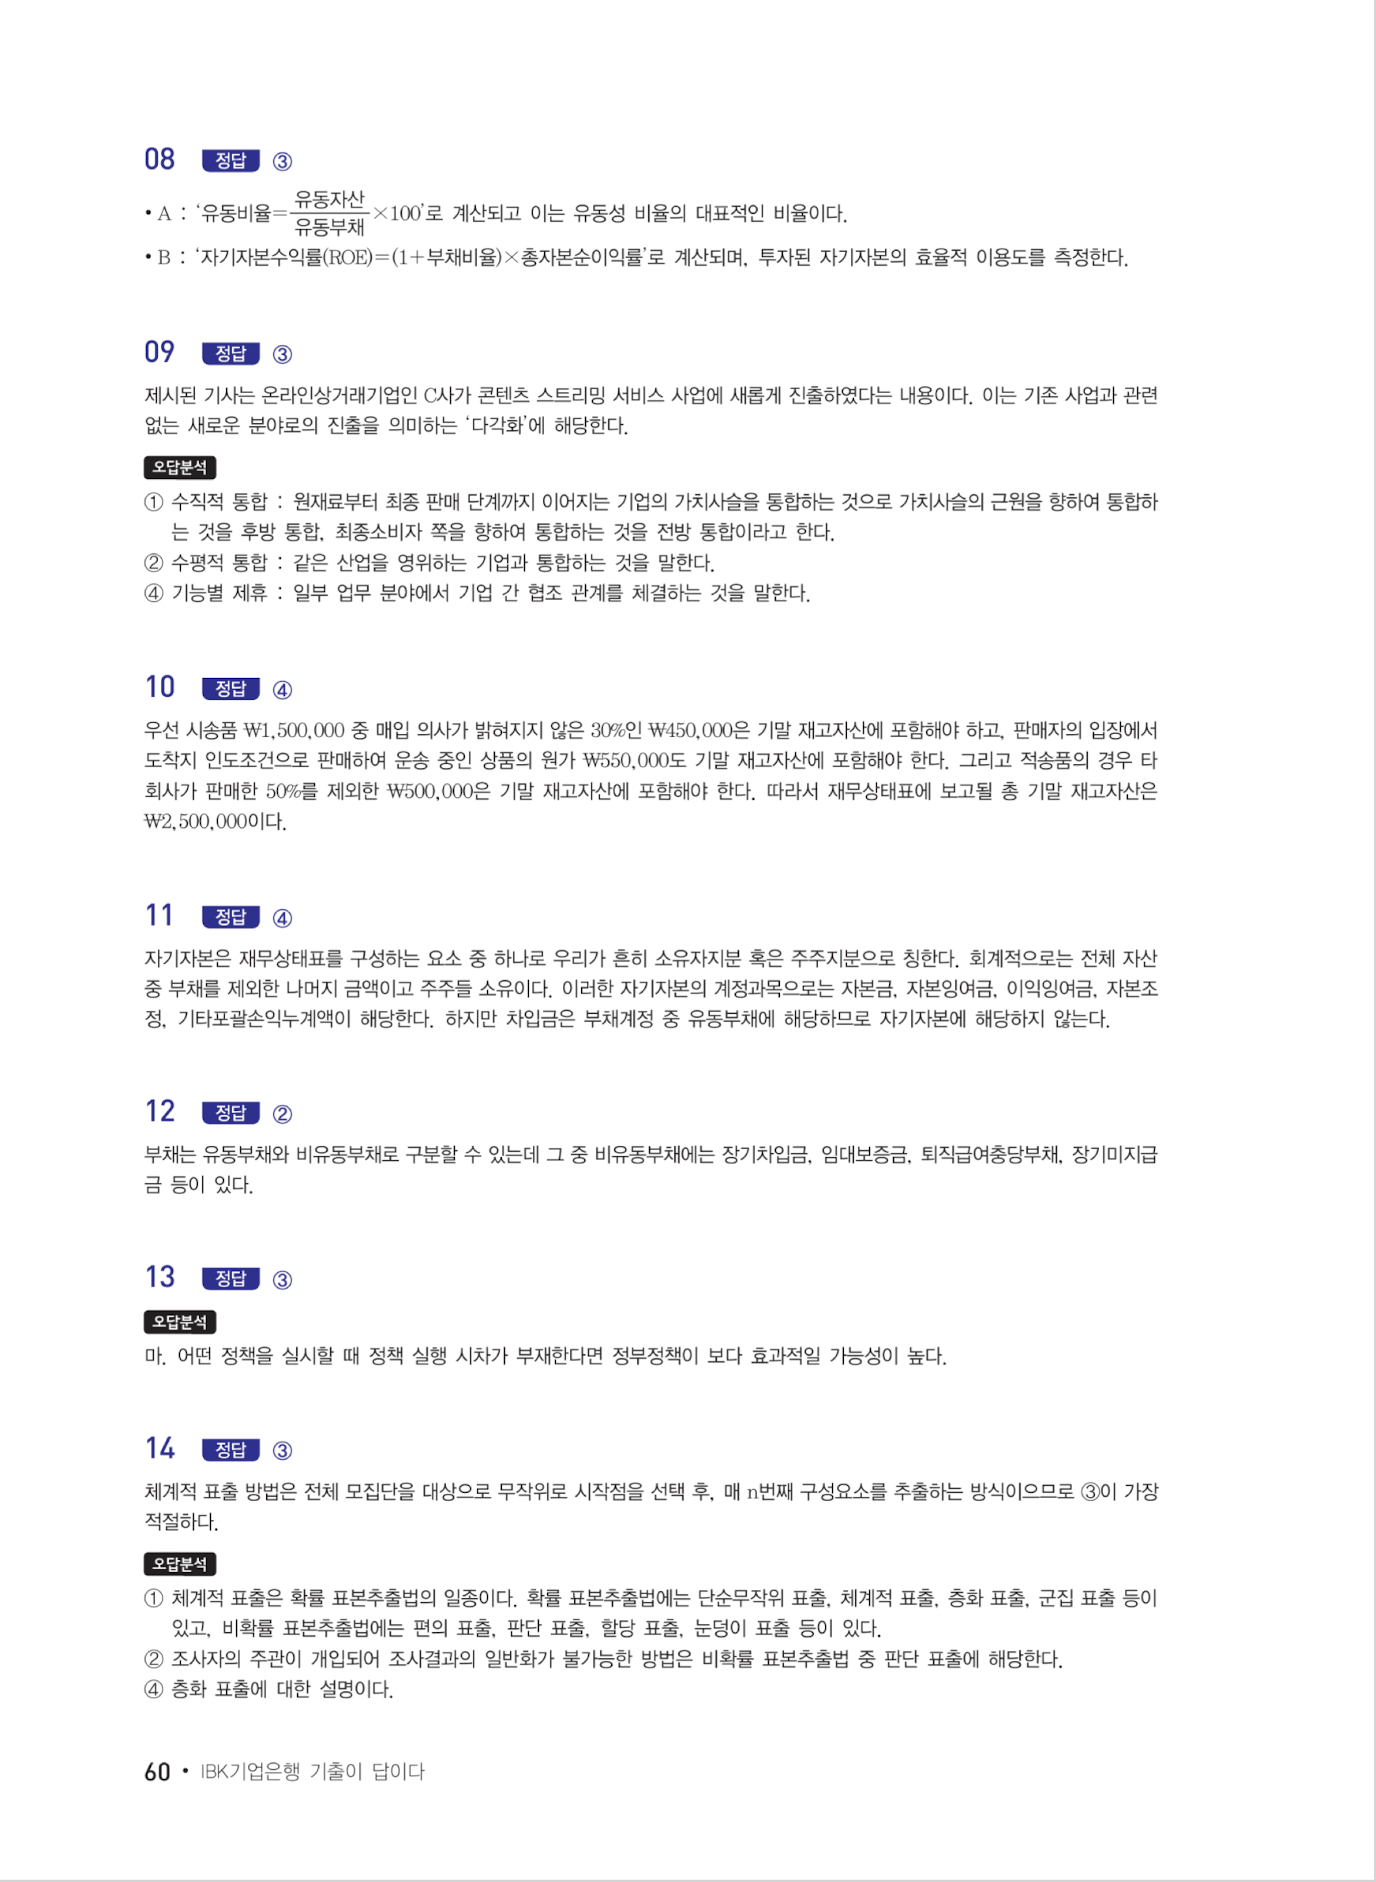 08 정답 ③
• A : ‘유동비율=유동자산/유동부채×100’로 계산되고 이는 유동성 비율의 대표적인 비율이다.
• B : ‘자기자본수익률(ROE)=(1+부채비율)×총자본순이익률’로 계산되며, 투자된 자기자본의 효율적 이용도를 측정한다.
09 정답 ③
제시된 기사는 온라인상거래기업인 C사가 콘텐츠 스트리밍 서비스 사업에 새롭게 진출하였다는 내용이다. 이는 기존 사업과 관련
없는 새로운 분야로의 진출을 의미하는 ‘다각화’에 해당한다.
오답분석
① 수직적 통합 : 원재료부터 최종 판매 단계까지 이어지는 기업의 가치사슬을 통합하는 것으로 가치사슬의 근원을 향하여 통합하
는 것을 후방 통합, 최종소비자 쪽을 향하여 통합하는 것을 전방 통합이라고 한다.
② 수평적 통합 : 같은 산업을 영위하는 기업과 통합하는 것을 말한다.
④ 기능별 제휴 : 일부 업무 분야에서 기업 간 협조 관계를 체결하는 것을 말한다.
10 정답 ④
우선 시송품 ₩1,500,000 중 매입 의사가 밝혀지지 않은 30%인 ₩450,000은 기말 재고자산에 포함해야 하고, 판매자의 입장에서
도착지 인도조건으로 판매하여 운송 중인 상품의 원가 ₩550,000도 기말 재고자산에 포함해야 한다. 그리고 적송품의 경우 타
회사가 판매한 50%를 제외한 ₩500,000은 기말 재고자산에 포함해야 한다. 따라서 재무상태표에 보고될 총 기말 재고자산은
₩2,500,000이다.
11 정답 ④
자기자본은 재무상태표를 구성하는 요소 중 하나로 우리가 흔히 소유자지분 혹은 주주지분으로 칭한다. 회계적으로는 전체 자산
중 부채를 제외한 나머지 금액이고 주주들 소유이다. 이러한 자기자본의 계정과목으로는 자본금, 자본잉여금, 이익잉여금, 자본조
정, 기타포괄손익누계액이 해당한다. 하지만 차입금은 부채계정 중 유동부채에 해당하므로 자기자본에 해당하지 않는다.
12 정답 ②
부채는 유동부채와 비유동부채로 구분할 수 있는데 그 중 비유동부채에는 장기차입금, 임대보증금, 퇴직급여충당부채, 장기미지급
금 등이 있다.
13 정답 ③
오답분석
마. 어떤 정책을 실시할 때 정책 실행 시차가 부재한다면 정부정책이 보다 효과적일 가능성이 높다.
14 정답 ③
체계적 표출 방법은 전체 모집단을 대상으로 무작위로 시작점을 선택 후, 매 n번째 구성요소를 추출하는 방식이으므로 ③이 가장
적절하다.
오답분석
① 체계적 표출은 확률 표본추출법의 일종이다. 확률 표본추출법에는 단순무작위 표출, 체계적 표출, 층화 표출, 군집 표출 등이
있고, 비확률 표본추출법에는 편의 표출, 판단 표출, 할당 표출, 눈덩이 표출 등이 있다.
② 조사자의 주관이 개입되어 조사결과의 일반화가 불가능한 방법은 비확률 표본추출법 중 판단 표출에 해당한다.
④ 층화 표출에 대한 설명이다.
60 • IBK기업은행 기출이 답이다